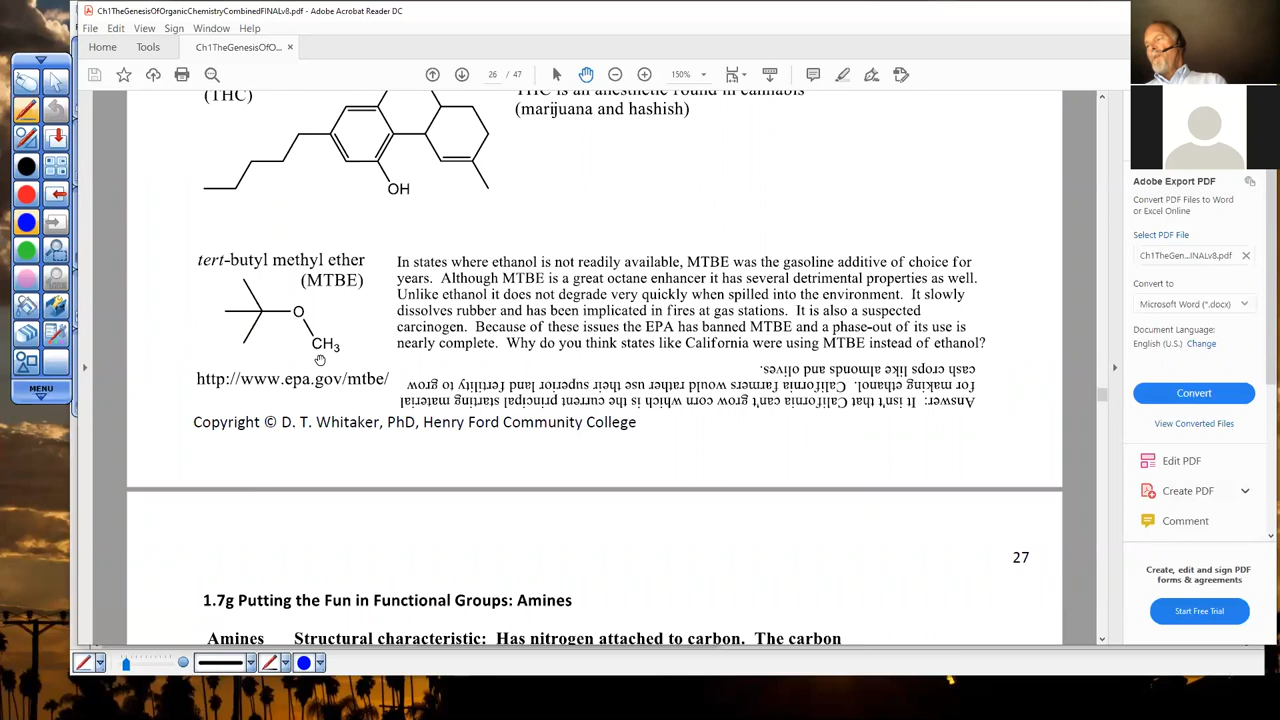 Ch1TheGenesisOfOrganicChemistryCombinedFINALv8.pdf - Adobe Acrobat Reader DC
File Edit View Sign Window Help
Home Tools Ch1TheGenesisOfO... ×
26 / 47 150%
(THC)
THC is an anesthetic found in cannabis
(marijuana and hashish)
OH
tert-butyl methyl ether
(MTBE)
O
CH3
http://www.epa.gov/mtbe/
In states where ethanol is not readily available, MTBE was the gasoline additive of choice for
years. Although MTBE is a great octane enhancer it has several detrimental properties as well.
Unlike ethanol it does not degrade very quickly when spilled into the environment. It slowly
dissolves rubber and has been implicated in fires at gas stations. It is also a suspected
carcinogen. Because of these issues the EPA has banned MTBE and a phase-out of its use is
nearly complete. Why do you think states like California were using MTBE instead of ethanol?
Answer: It isn't that California can't grow corn which is the current principal starting material
for making ethanol. California farmers would rather use their superior land fertility to grow
cash crops like almonds and olives.
Copyright © D. T. Whitaker, PhD, Henry Ford Community College
27
1.7g Putting the Fun in Functional Groups: Amines
Amines Structural characteristic: Has nitrogen attached to carbon. The carbon
MENU
Adobe Export PDF
Convert PDF Files to Word
or Excel Online
Select PDF File
Ch1TheGen...ALv8.pdf ×
Convert to
Microsoft Word (*.docx)
Document Language:
English (U.S.) Change
Convert
View Converted Files
Edit PDF
Create PDF
Comment
Create, edit and sign PDF
forms & agreements
Start Free Trial